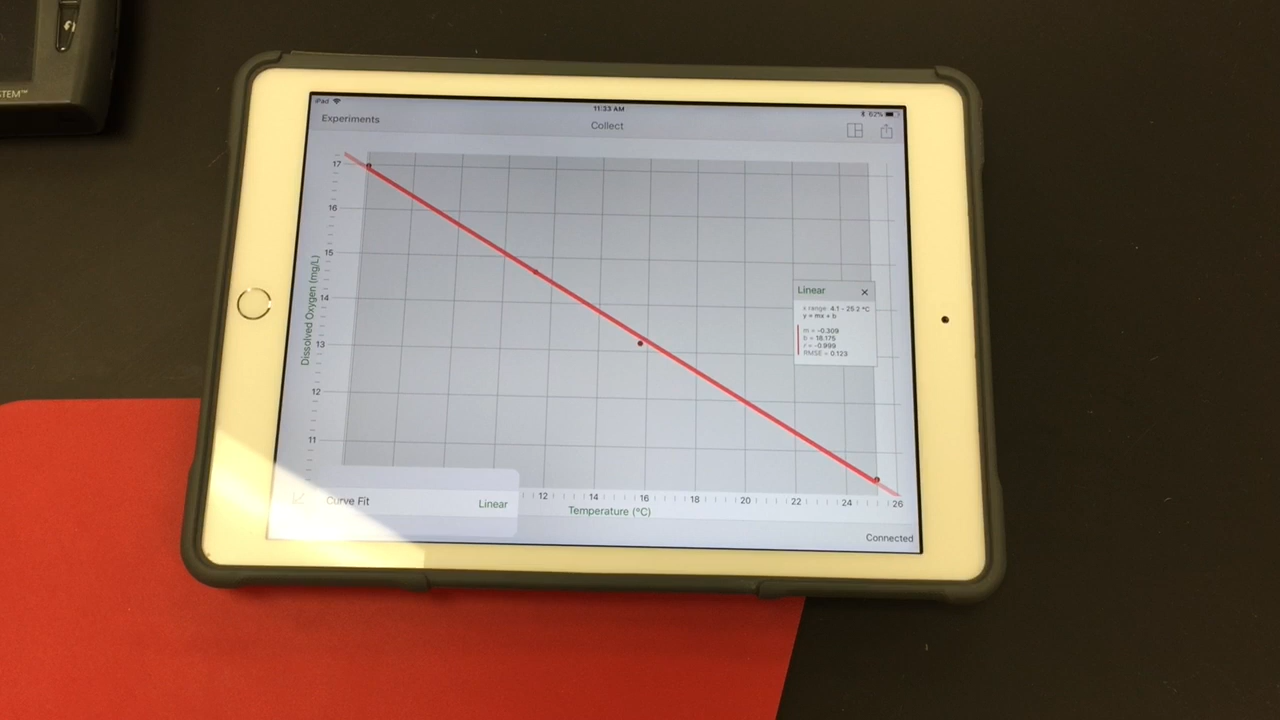 STEM™
iPad
11:33 AM
62%
Experiments
Collect
17
16
15
14
13
12
11
Dissolved Oxygen (mg/L)
Linear ×
x range: 4.1 - 25.2 °C
y = mx + b
m = -0.309
b = 18.175
r = -0.999
RMSE = 0.123
Curve Fit
Linear
12 14 16 18 20 22 24 26
Temperature (°C)
Connected